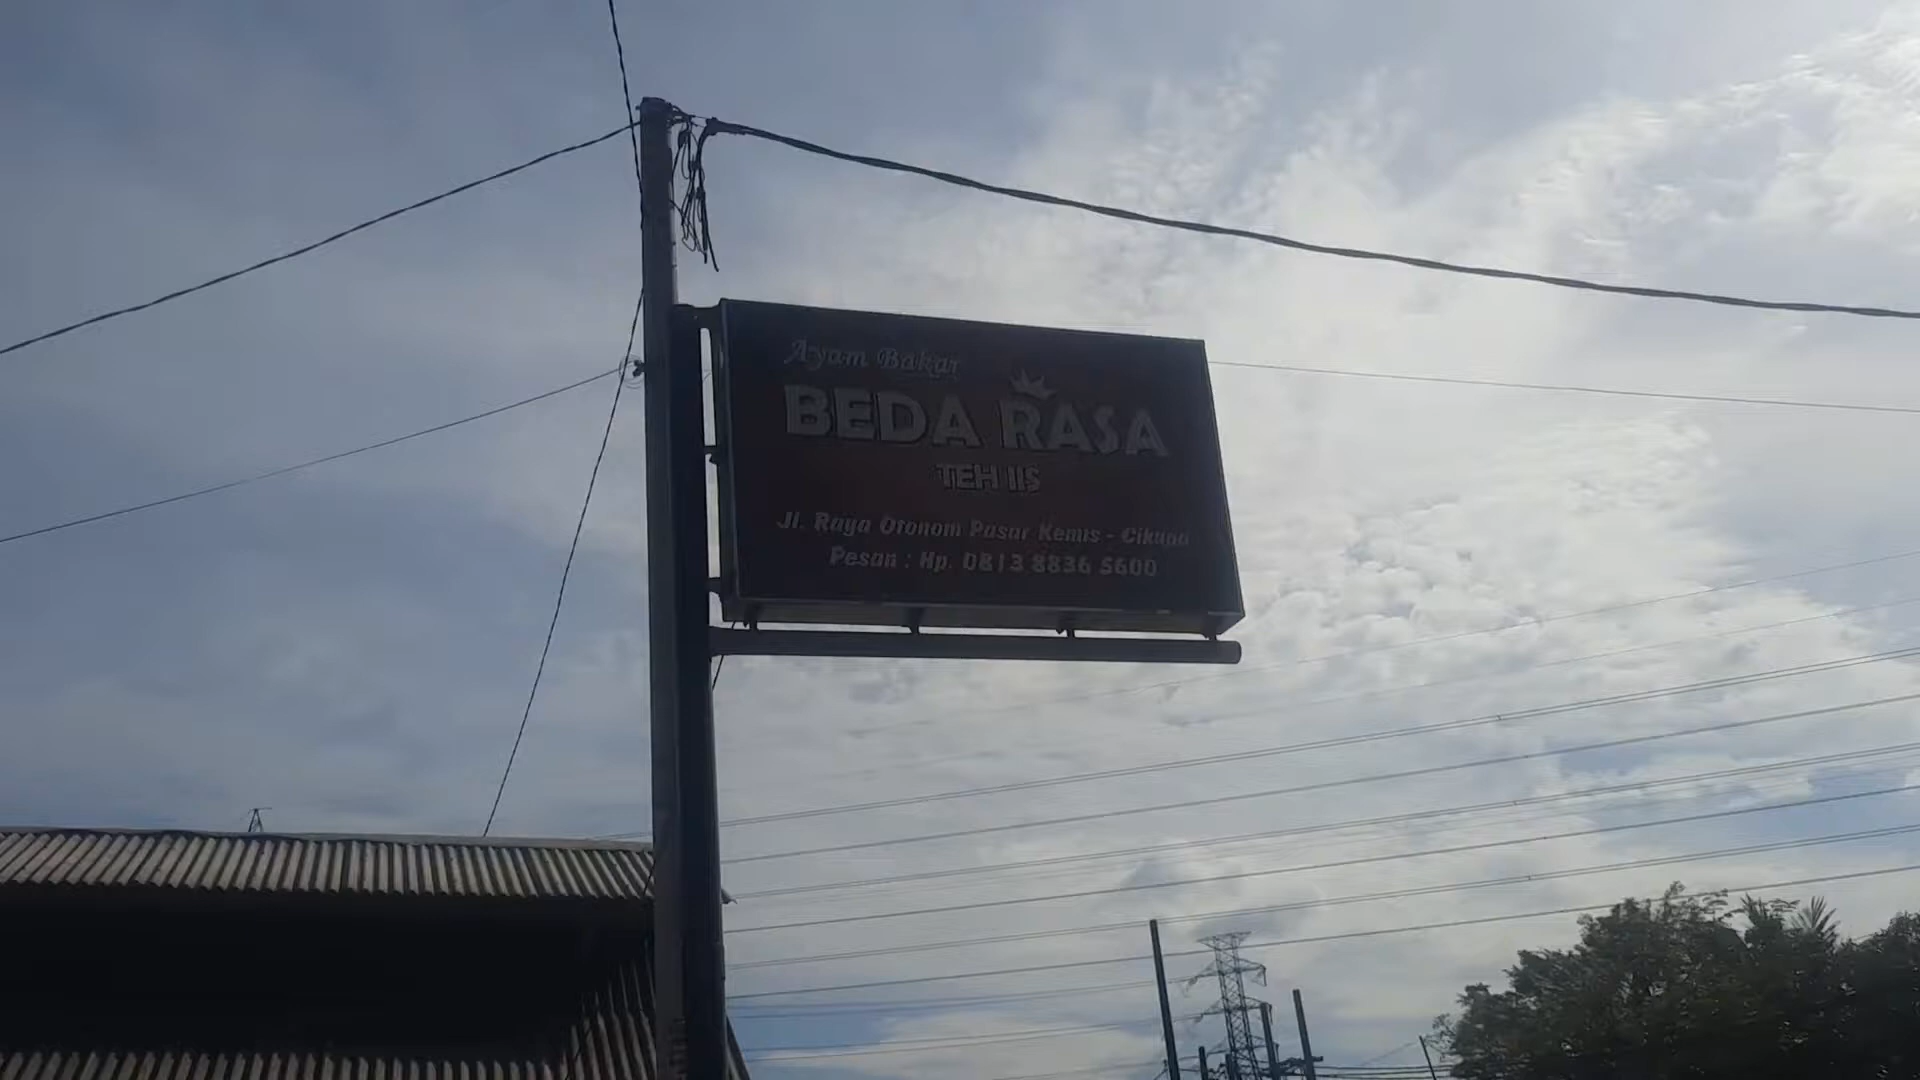 Ayam Bakar
BEDA RASA
TEH IIS
Jl. Raya Otonom Pasar Kemis - Cikupa
Pesan : Hp. 0813 8836 5600